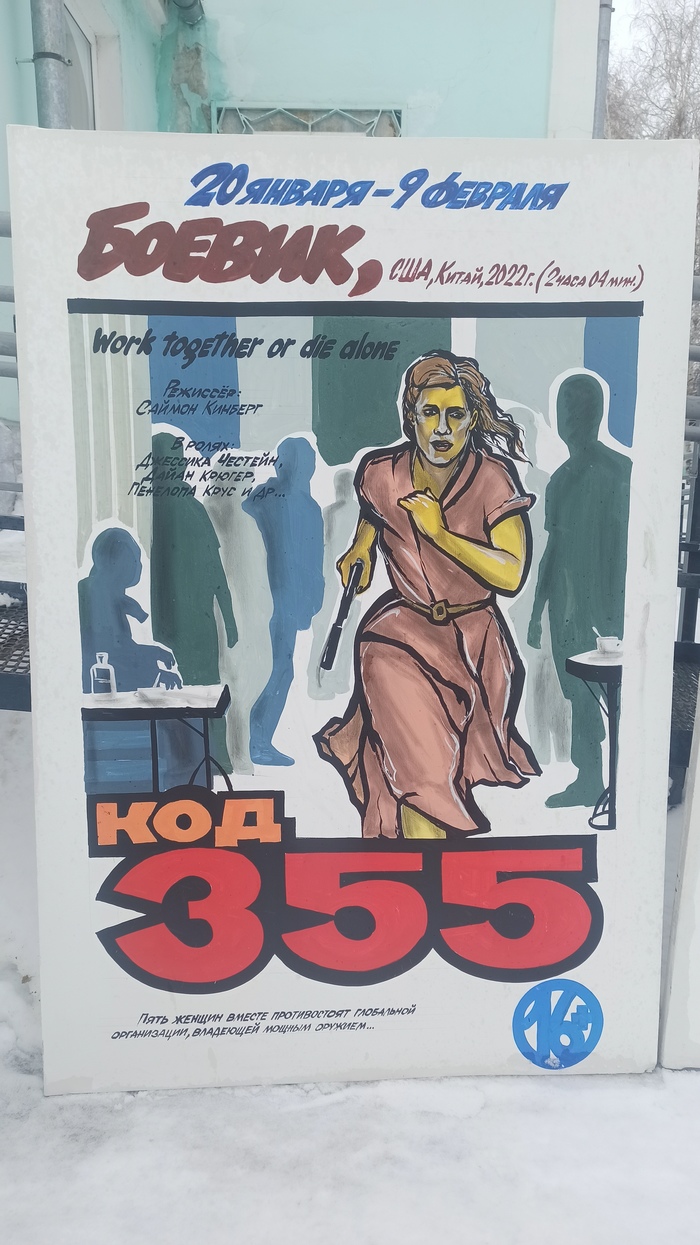 20 ЯНВАРЯ - 9 ФЕВРАЛЯ
БОЕВИК, США, КИТАЙ, 2022 г. (2 ЧАСА 04 мин.)
Work together or die alone
РЕЖИССЁР:
САЙМОН КИНБЕРГ
В РОЛЯХ:
ДЖЕССИКА ЧЕСТЕЙН,
ДАЙАН КРЮГЕР,
ПЕНЕЛОПА КРУС И ДР...
КОД
355
ПЯТЬ ЖЕНЩИН ВМЕСТЕ ПРОТИВОСТОЯТ ГЛОБАЛЬНОЙ
ОРГАНИЗАЦИИ, ВЛАДЕЮЩЕЙ МОЩНЫМ ОРУЖИЕМ...
16+